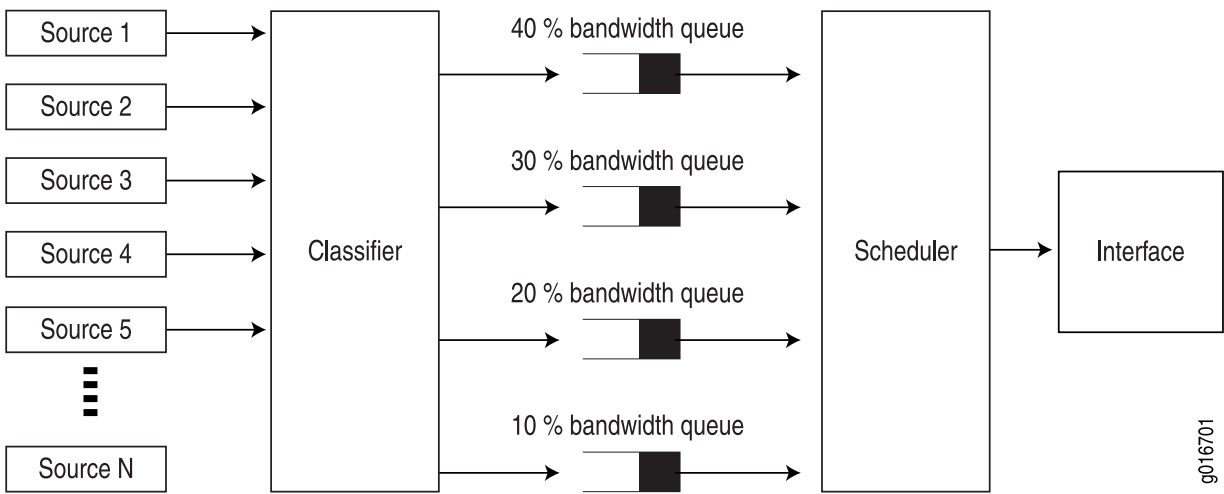 Source 1
Source 2
Source 3
Source 4
Source 5
Source N
Classifier
40 % bandwidth queue
30 % bandwidth queue
20 % bandwidth queue
10 % bandwidth queue
Scheduler
Interface
g016701